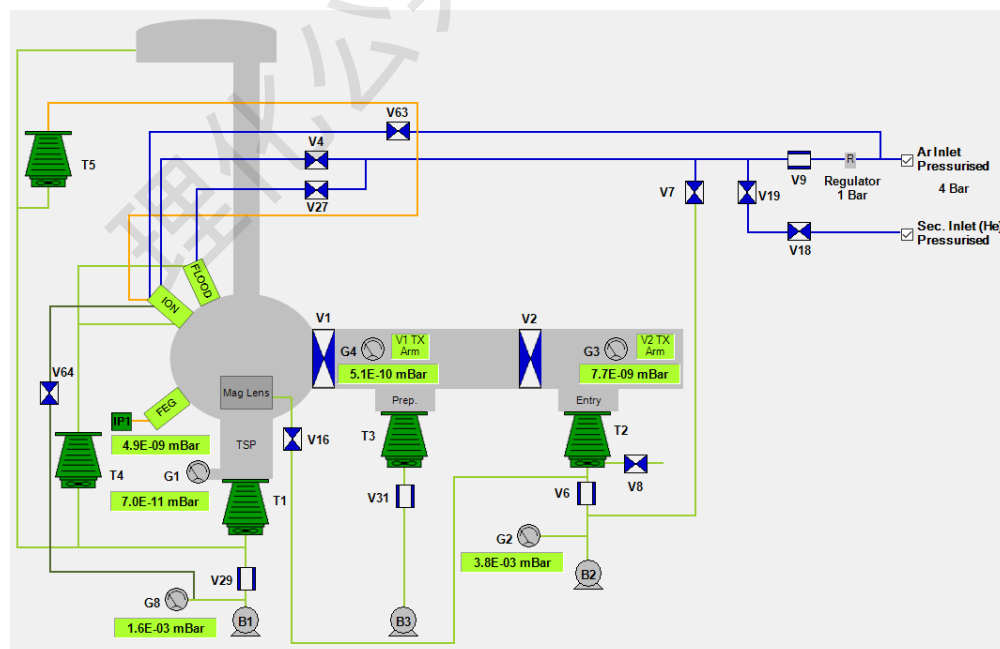 理化公
V63
V4
T5
V27
V7
V19
V9
R
Regulator
1 Bar
Ar Inlet
Pressurised
4 Bar
V18
Sec. Inlet (He)
Pressurised
FLOOD
ION
V1
V2
G4
V1 TX
Arm
5.1E-10 mBar
G3
V2 TX
Arm
7.7E-09 mBar
V64
Mag Lens
Prep.
Entry
FEG
IP1
4.9E-09 mBar
TSP
V16
T3
T2
T4
G1
7.0E-11 mBar
T1
V31
V6
V8
G2
3.8E-03 mBar
V29
G8
1.6E-03 mBar
B1
B3
B2